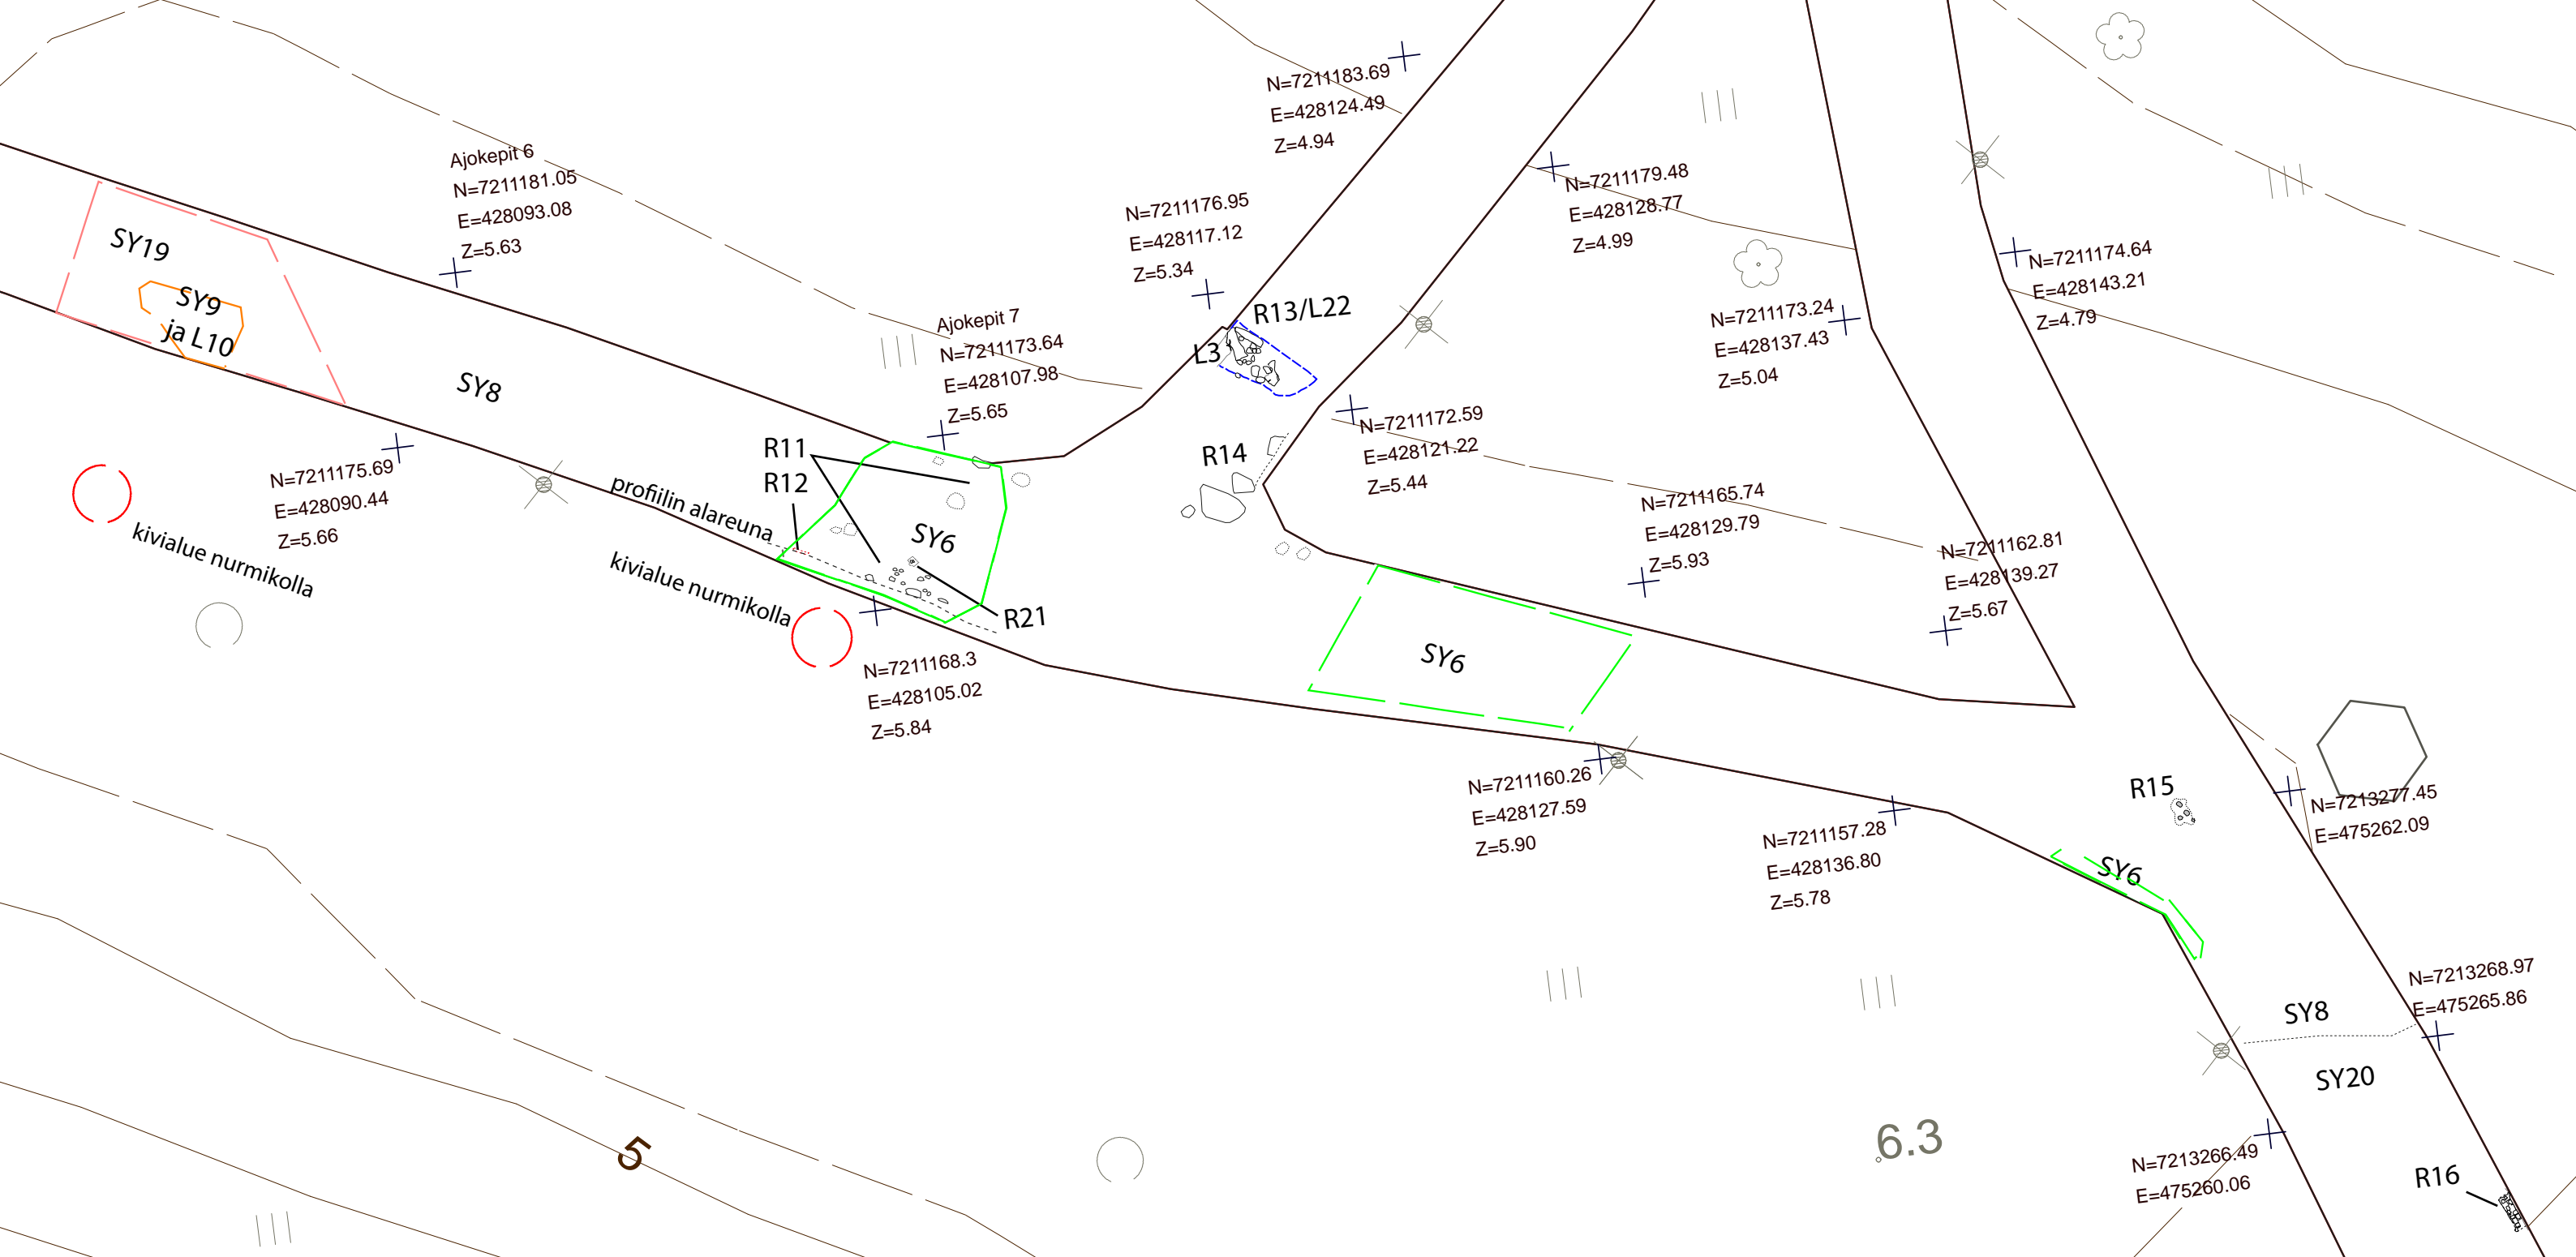 N=7211183.69
E=428124.49
Z=4.94
Ajokepit 6
N=7211181.05
E=428093.08
Z=5.63
N=7211176.95
E=428117.12
Z=5.34
N=7211179.48
E=428128.77
Z=4.99
N=7211174.64
E=428143.21
Z=4.79
SY19
SY9
ja L10
SY8
Ajokepit 7
N=7211173.64
E=428107.98
Z=5.65
R13/L22
L3
N=7211173.24
E=428137.43
Z=5.04
N=7211172.59
E=428121.22
Z=5.44
R11
R12
R14
N=7211175.69
E=428090.44
Z=5.66
profiilin alareuna
SY6
N=7211165.74
E=428129.79
Z=5.93
N=7211162.81
E=428139.27
Z=5.67
kivialue nurmikolla
kivialue nurmikolla
R21
N=7211168.3
E=428105.02
Z=5.84
SY6
N=7211160.26
E=428127.59
Z=5.90
R15
N=7213277.45
E=475262.09
N=7211157.28
E=428136.80
Z=5.78
SY6
N=7213268.97
E=475265.86
SY8
SY20
5
6.3
N=7213266.49
E=475260.06
R16